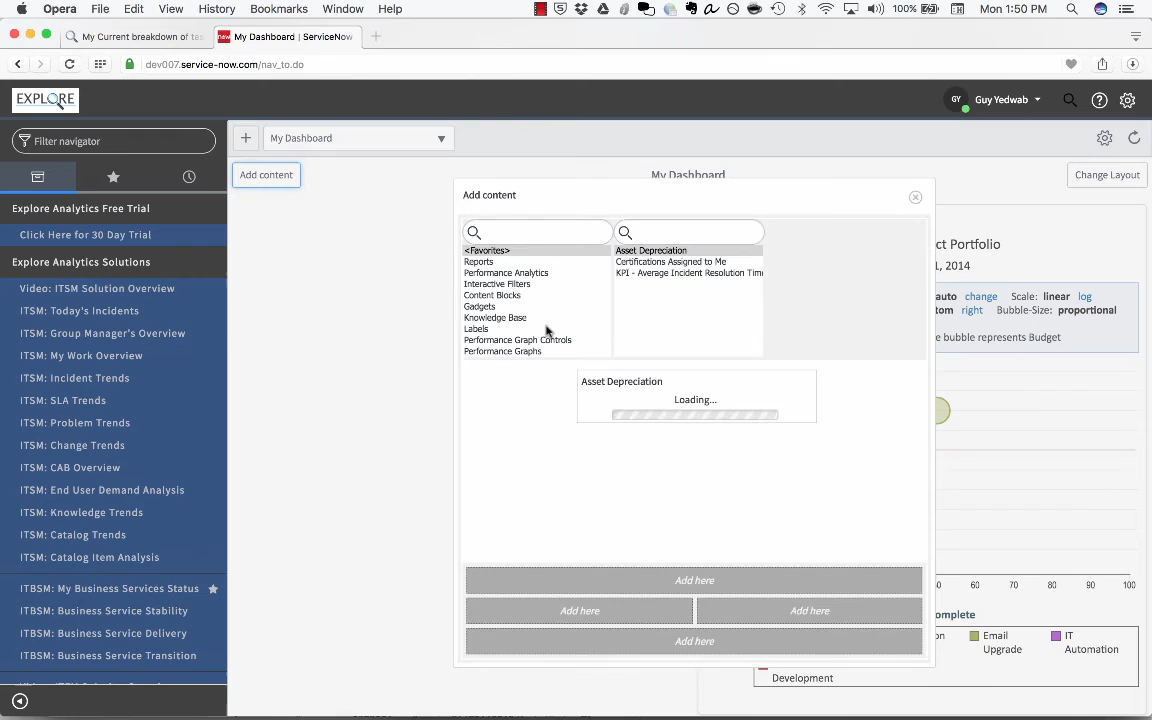 Opera File Edit View History Bookmarks Window Help 100% Mon 1:50 PM
My Current breakdown of ta
My Dashboard | ServiceNow
dev007.service-now.com/nav_to.do
EXPLORE
GY Guy Yedwab
Filter navigator
My Dashboard
Add content
My Dashboard
Change Layout
Explore Analytics Free Trial
Click Here for 30 Day Trial
Explore Analytics Solutions
Video: ITSM Solution Overview
ITSM: Today's Incidents
ITSM: Group Manager's Overview
ITSM: My Work Overview
ITSM: Incident Trends
ITSM: SLA Trends
ITSM: Problem Trends
ITSM: Change Trends
ITSM: CAB Overview
ITSM: End User Demand Analysis
ITSM: Knowledge Trends
ITSM: Catalog Trends
ITSM: Catalog Item Analysis
ITBSM: My Business Services Status
ITBSM: Business Service Stability
ITBSM: Business Service Delivery
ITBSM: Business Service Transition
Add content
<Favorites>
Reports
Performance Analytics
Interactive Filters
Content Blocks
Gadgets
Knowledge Base
Labels
Performance Graph Controls
Performance Graphs
Asset Depreciation
Certifications Assigned to Me
KPI - Average Incident Resolution Time
Asset Depreciation
Loading...
Add here
Add here Add here
Add here
ct Portfolio
1, 2014
auto change Scale: linear log
tom right Bubble-Size: proportional
e bubble represents Budget
60 70 80 90 100
omplete
on Email Upgrade IT Automation
Development